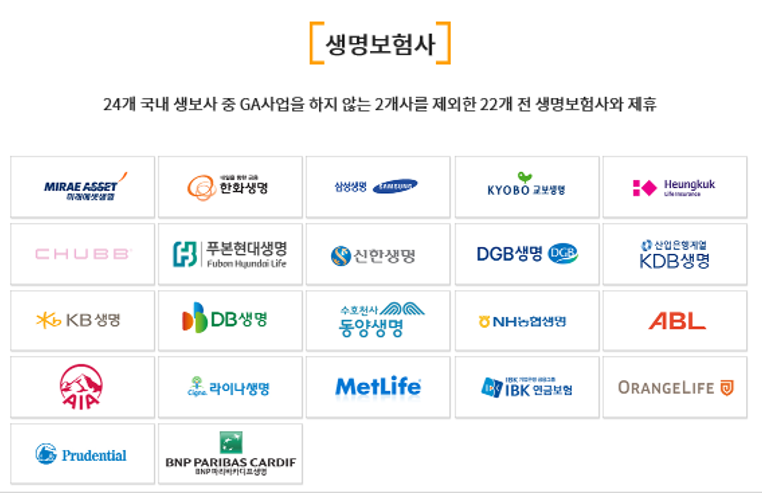 생명보험사
24개 국내 생보사 중 GA사업을 하지 않는 2개사를 제외한 22개 전 생명보험사와 제휴
MIRAE ASSET
미래에셋생명
내일을 위한 금융
한화생명
삼성생명 SAMSUNG
KYOBO 교보생명
Heungkuk
Life Insurance
CHUBB
푸본현대생명
Fubon Hyundai Life
신한생명
DGB생명 DGB
산업은행계열
KDB생명
KB생명
DB생명
수호천사
동양생명
NH농협생명
ABL
AIA
Cigna. 라이나생명
MetLife
IBK 기업은행 금융그룹
IBK 연금보험
ORANGELIFE
Prudential
BNP PARIBAS CARDIF
BNP파리바카디프생명